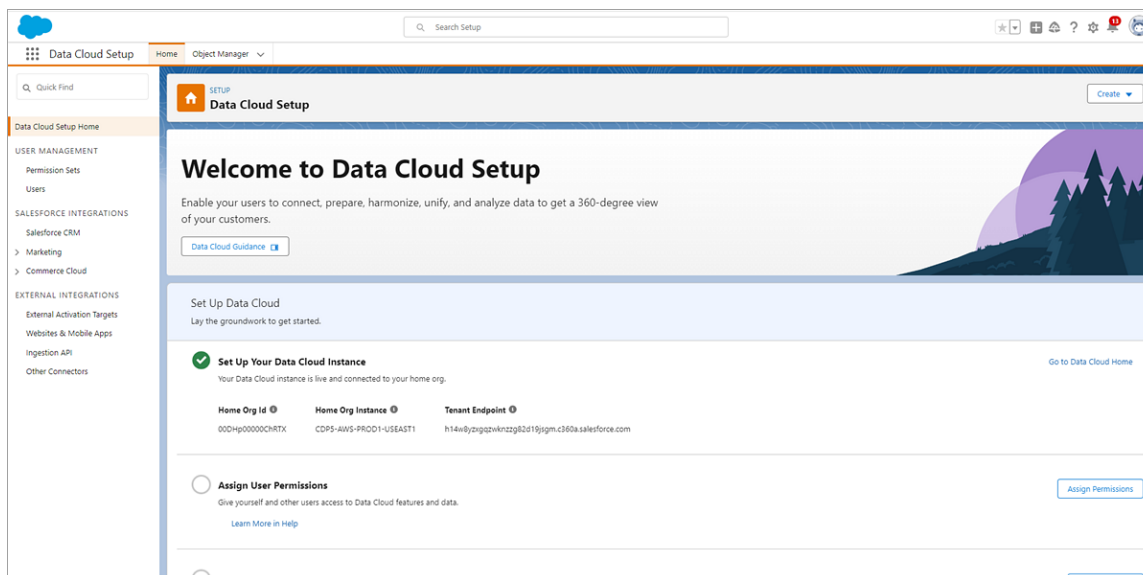 Search Setup
13
Data Cloud Setup
Home
Object Manager
Quick Find
Data Cloud Setup Home
USER MANAGEMENT
Permission Sets
Users
SALESFORCE INTEGRATIONS
Salesforce CRM
Marketing
Commerce Cloud
EXTERNAL INTEGRATIONS
External Activation Targets
Websites & Mobile Apps
Ingestion API
Other Connectors
SETUP
Data Cloud Setup
Create
Welcome to Data Cloud Setup
Enable your users to connect, prepare, harmonize, unify, and analyze data to get a 360-degree view
of your customers.
Data Cloud Guidance
Set Up Data Cloud
Lay the groundwork to get started.
Set Up Your Data Cloud Instance
Go to Data Cloud Home
Your Data Cloud instance is live and connected to your home org.
Home Org Id
Home Org Instance
Tenant Endpoint
00DHp00000ChRTX
CDP5-AWS-PROD1-USEAST1
h14w8yzxgqzwknzzg82d19jsgm.c360a.salesforce.com
Assign User Permissions
Assign Permissions
Give yourself and other users access to Data Cloud features and data.
Learn More in Help